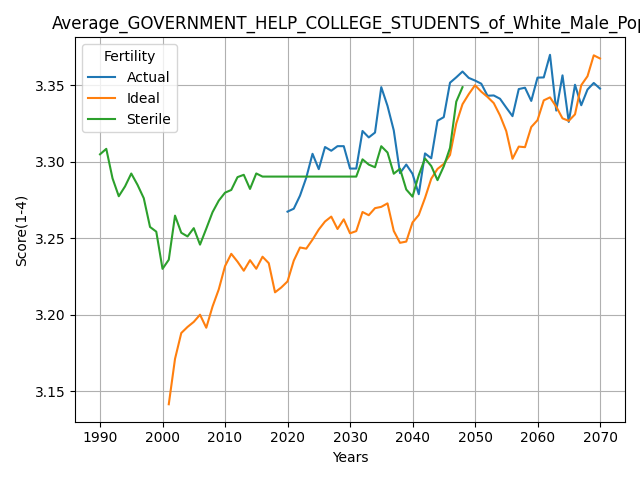 Average_GOVERNMENT_HELP_COLLEGE_STUDENTS_of_White_Male_Pop
Fertility
Actual
Ideal
Sterile
Score(1-4)
3.35
3.30
3.25
3.20
3.15
1990 2000 2010 2020 2030 2040 2050 2060 2070
Years